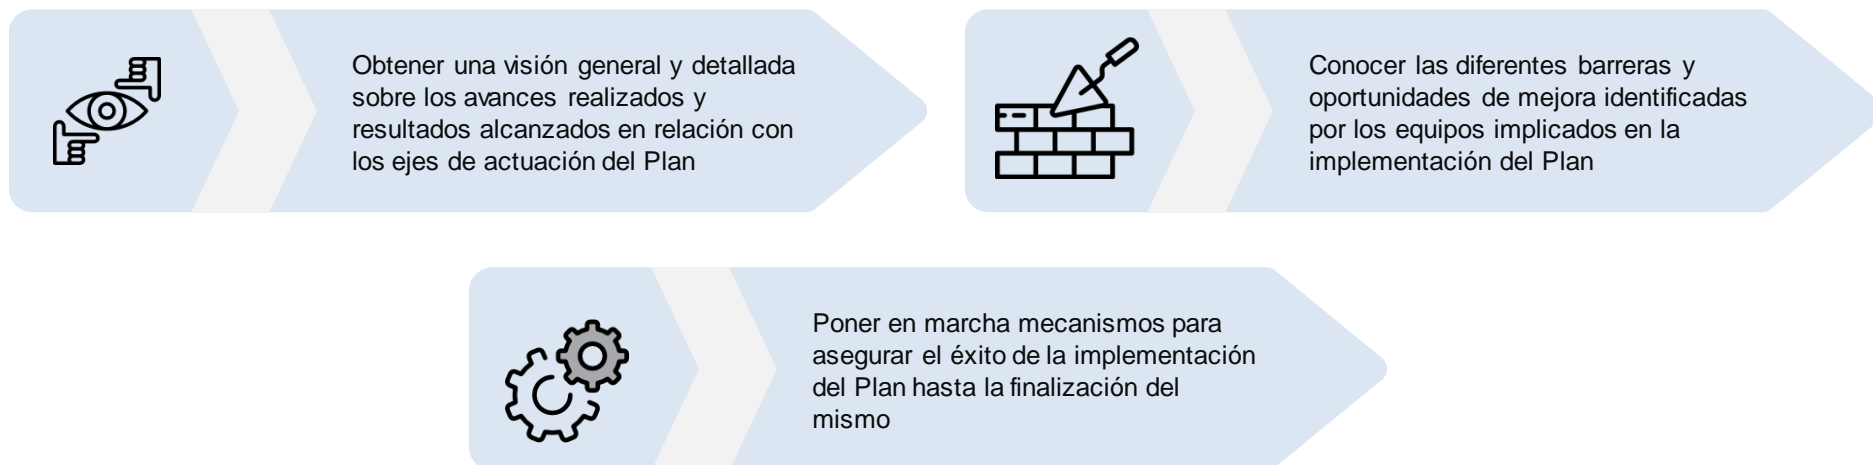 Obtener una visión general y detallada
sobre los avances realizados y
resultados alcanzados en relación con
los ejes de actuación del Plan
Conocer las diferentes barreras y
oportunidades de mejora identificadas
por los equipos implicados en la
implementación del Plan
Poner en marcha mecanismos para
asegurar el éxito de la implementación
del Plan hasta la finalización del
mismo